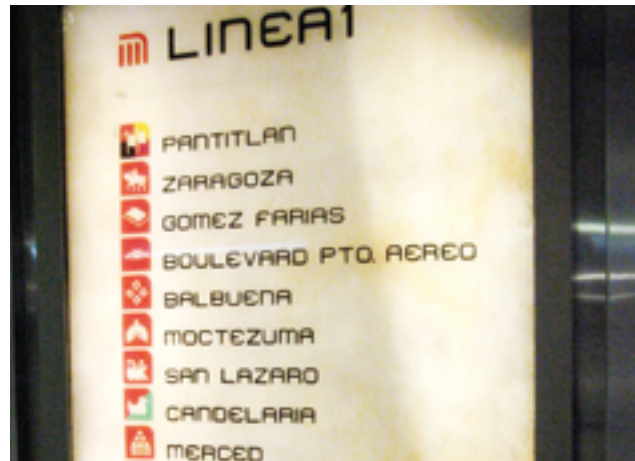 LINEA1
PANTITLAN
ZARAGOZA
GOMEZ FARIAS
BOULEVARD PTO. AEREO
BALBUENA
MOCTEZUMA
SAN LAZARO
CANDELARIA
MERCED